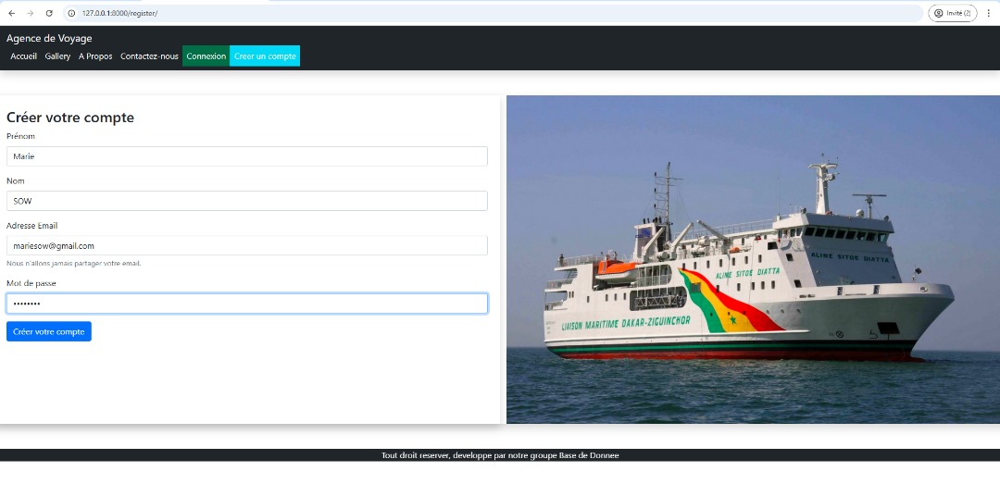 127.0.0.1:8000/register/
Invité (2)
Agence de Voyage
Accueil Gallery A Propos Contactez-nous Connexion Creer un compte
Créer votre compte
Prénom
Marie
Nom
SOW
Adresse Email
mariesow@gmail.com
Nous n'allons jamais partager votre email.
Mot de passe
••••••••
Créer votre compte
ALINE SITOE DIATTA
ALINE SITOE DIATTA
LIAISON MARITIME DAKAR-ZIGUINCHOR
Tout droit reserver, developpe par notre groupe Base de Donnee